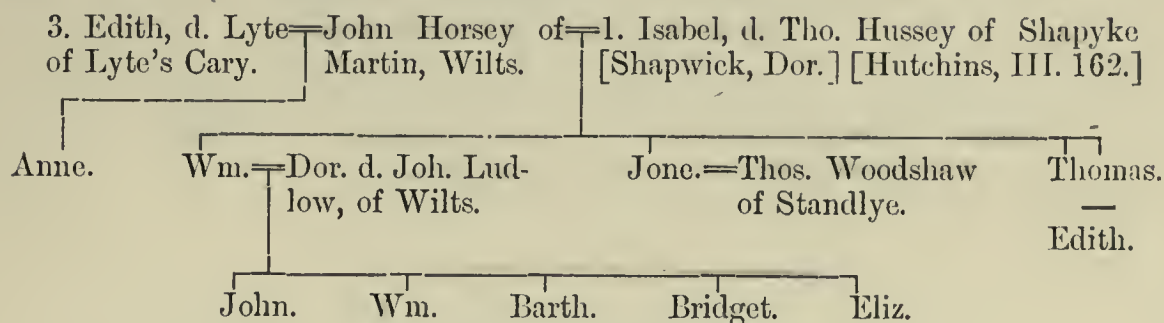 3. Edith, d. Lyte=John Horsey of=1. Isabel, d. Tho. Hussey of Shapyke
of Lyte's Cary. Martin, Wilts. [Shapwick, Dor.] [Hutchins, III. 162.]
Anne. Wm.=Dor. d. Joh. Lud- Jone.=Thos. Woodshaw Thomas.
low, of Wilts. of Standlye. —
Edith.
John. Wm. Barth. Bridget. Eliz.